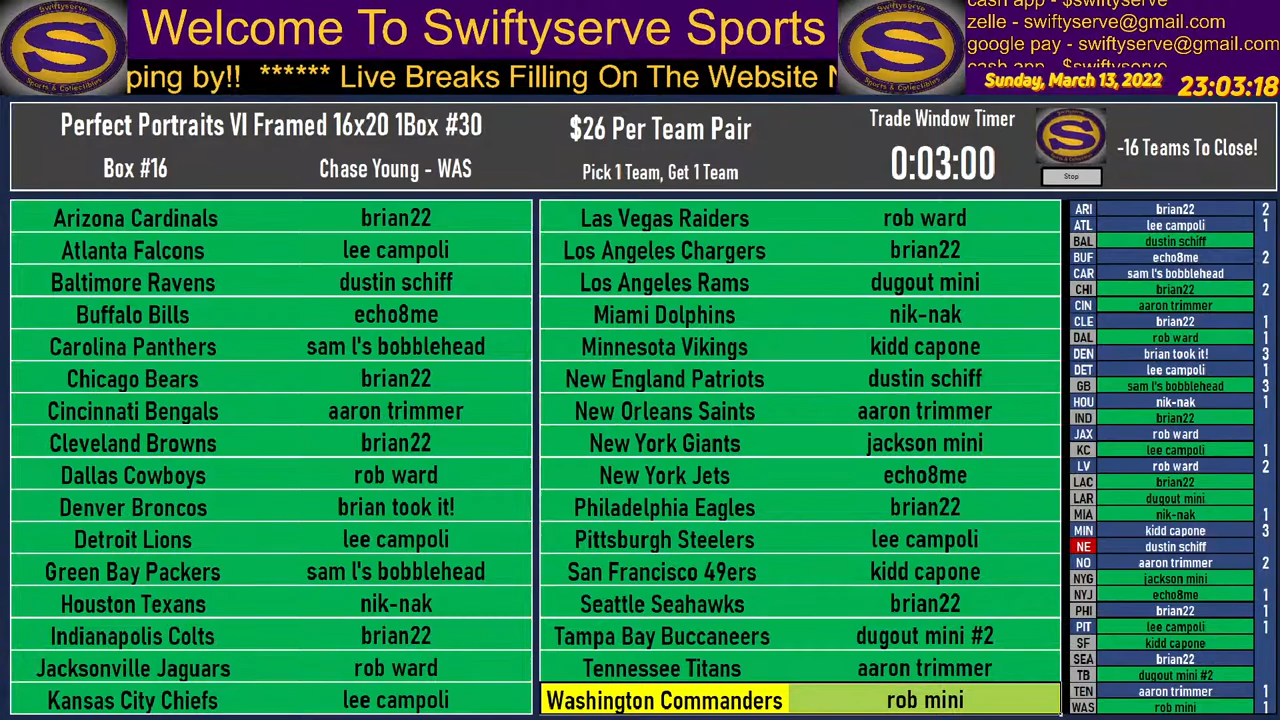 Welcome To Swiftyserve Sports
ping by!! ****** Live Breaks Filling On The Website
cash app - $swiftyserve
zelle - swiftyserve@gmail.com
google pay - swiftyserve@gmail.com
cash app - $swiftyserve
Sunday, March 13, 2022 23:03:18
S
Sports & Collectibles
S
Perfect Portraits VI Framed 16x20 1Box #30
Box #16 Chase Young - WAS
$26 Per Team Pair
Pick 1 Team, Get 1 Team
Trade Window Timer
0:03:00
S
Stop
-16 Teams To Close!
Arizona Cardinals brian22
Atlanta Falcons lee campoli
Baltimore Ravens dustin schiff
Buffalo Bills echo8me
Carolina Panthers sam l's bobblehead
Chicago Bears brian22
Cincinnati Bengals aaron trimmer
Cleveland Browns brian22
Dallas Cowboys rob ward
Denver Broncos brian took it!
Detroit Lions lee campoli
Green Bay Packers sam l's bobblehead
Houston Texans nik-nak
Indianapolis Colts brian22
Jacksonville Jaguars rob ward
Kansas City Chiefs lee campoli
Las Vegas Raiders rob ward
Los Angeles Chargers brian22
Los Angeles Rams dugout mini
Miami Dolphins nik-nak
Minnesota Vikings kidd capone
New England Patriots dustin schiff
New Orleans Saints aaron trimmer
New York Giants jackson mini
New York Jets echo8me
Philadelphia Eagles brian22
Pittsburgh Steelers lee campoli
San Francisco 49ers kidd capone
Seattle Seahawks brian22
Tampa Bay Buccaneers dugout mini #2
Tennessee Titans aaron trimmer
Washington Commanders rob mini
ARI brian22 2
ATL lee campoli 1
BAL dustin schiff
BUF echo8me 2
CAR sam l's bobblehead
CHI brian22 2
CIN aaron trimmer
CLE brian22 1
DAL rob ward 1
DEN brian took it! 3
DET lee campoli 1
GB sam l's bobblehead 3
HOU nik-nak 1
IND brian22
JAX rob ward
KC lee campoli 1
LV rob ward 2
LAC brian22
LAR dugout mini
MIA nik-nak 1
MIN kidd capone 3
NE dustin schiff
NO aaron trimmer 2
NYG jackson mini
NYJ echo8me 1
PHI brian22 1
PIT lee campoli 1
SF kidd capone
SEA brian22
TB dugout mini #2
TEN aaron trimmer 1
WAS rob mini 1